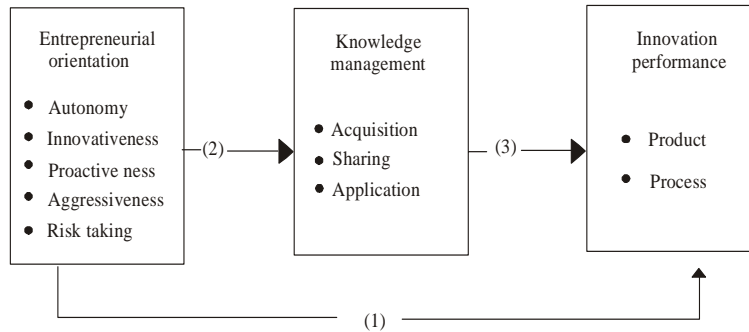 Entrepreneurial
orientation
• Autonomy
• Innovativeness
• Proactive ness
• Aggressiveness
• Risk taking
(2)
Knowledge
management
• Acquisition
• Sharing
• Application
(3)
Innovation
performance
• Product
• Process
(1)